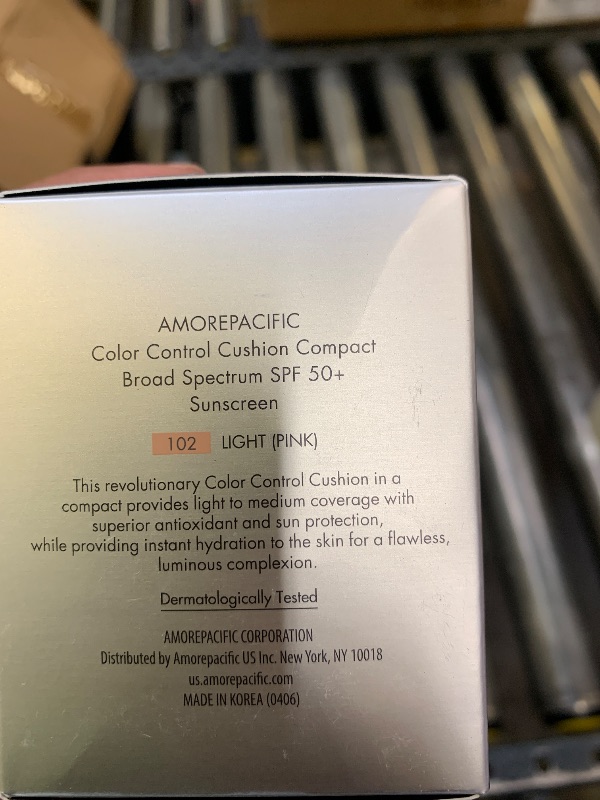 AMOREPACIFIC
Color Control Cushion Compact
Broad Spectrum SPF 50+
Sunscreen
102 LIGHT (PINK)
This revolutionary Color Control Cushion in a
compact provides light to medium coverage with
superior antioxidant and sun protection,
while providing instant hydration to the skin for a flawless,
luminous complexion.
Dermatologically Tested
AMOREPACIFIC CORPORATION
Distributed by Amorepacific US Inc. New York, NY 10018
us.amorepacific.com
MADE IN KOREA (0406)